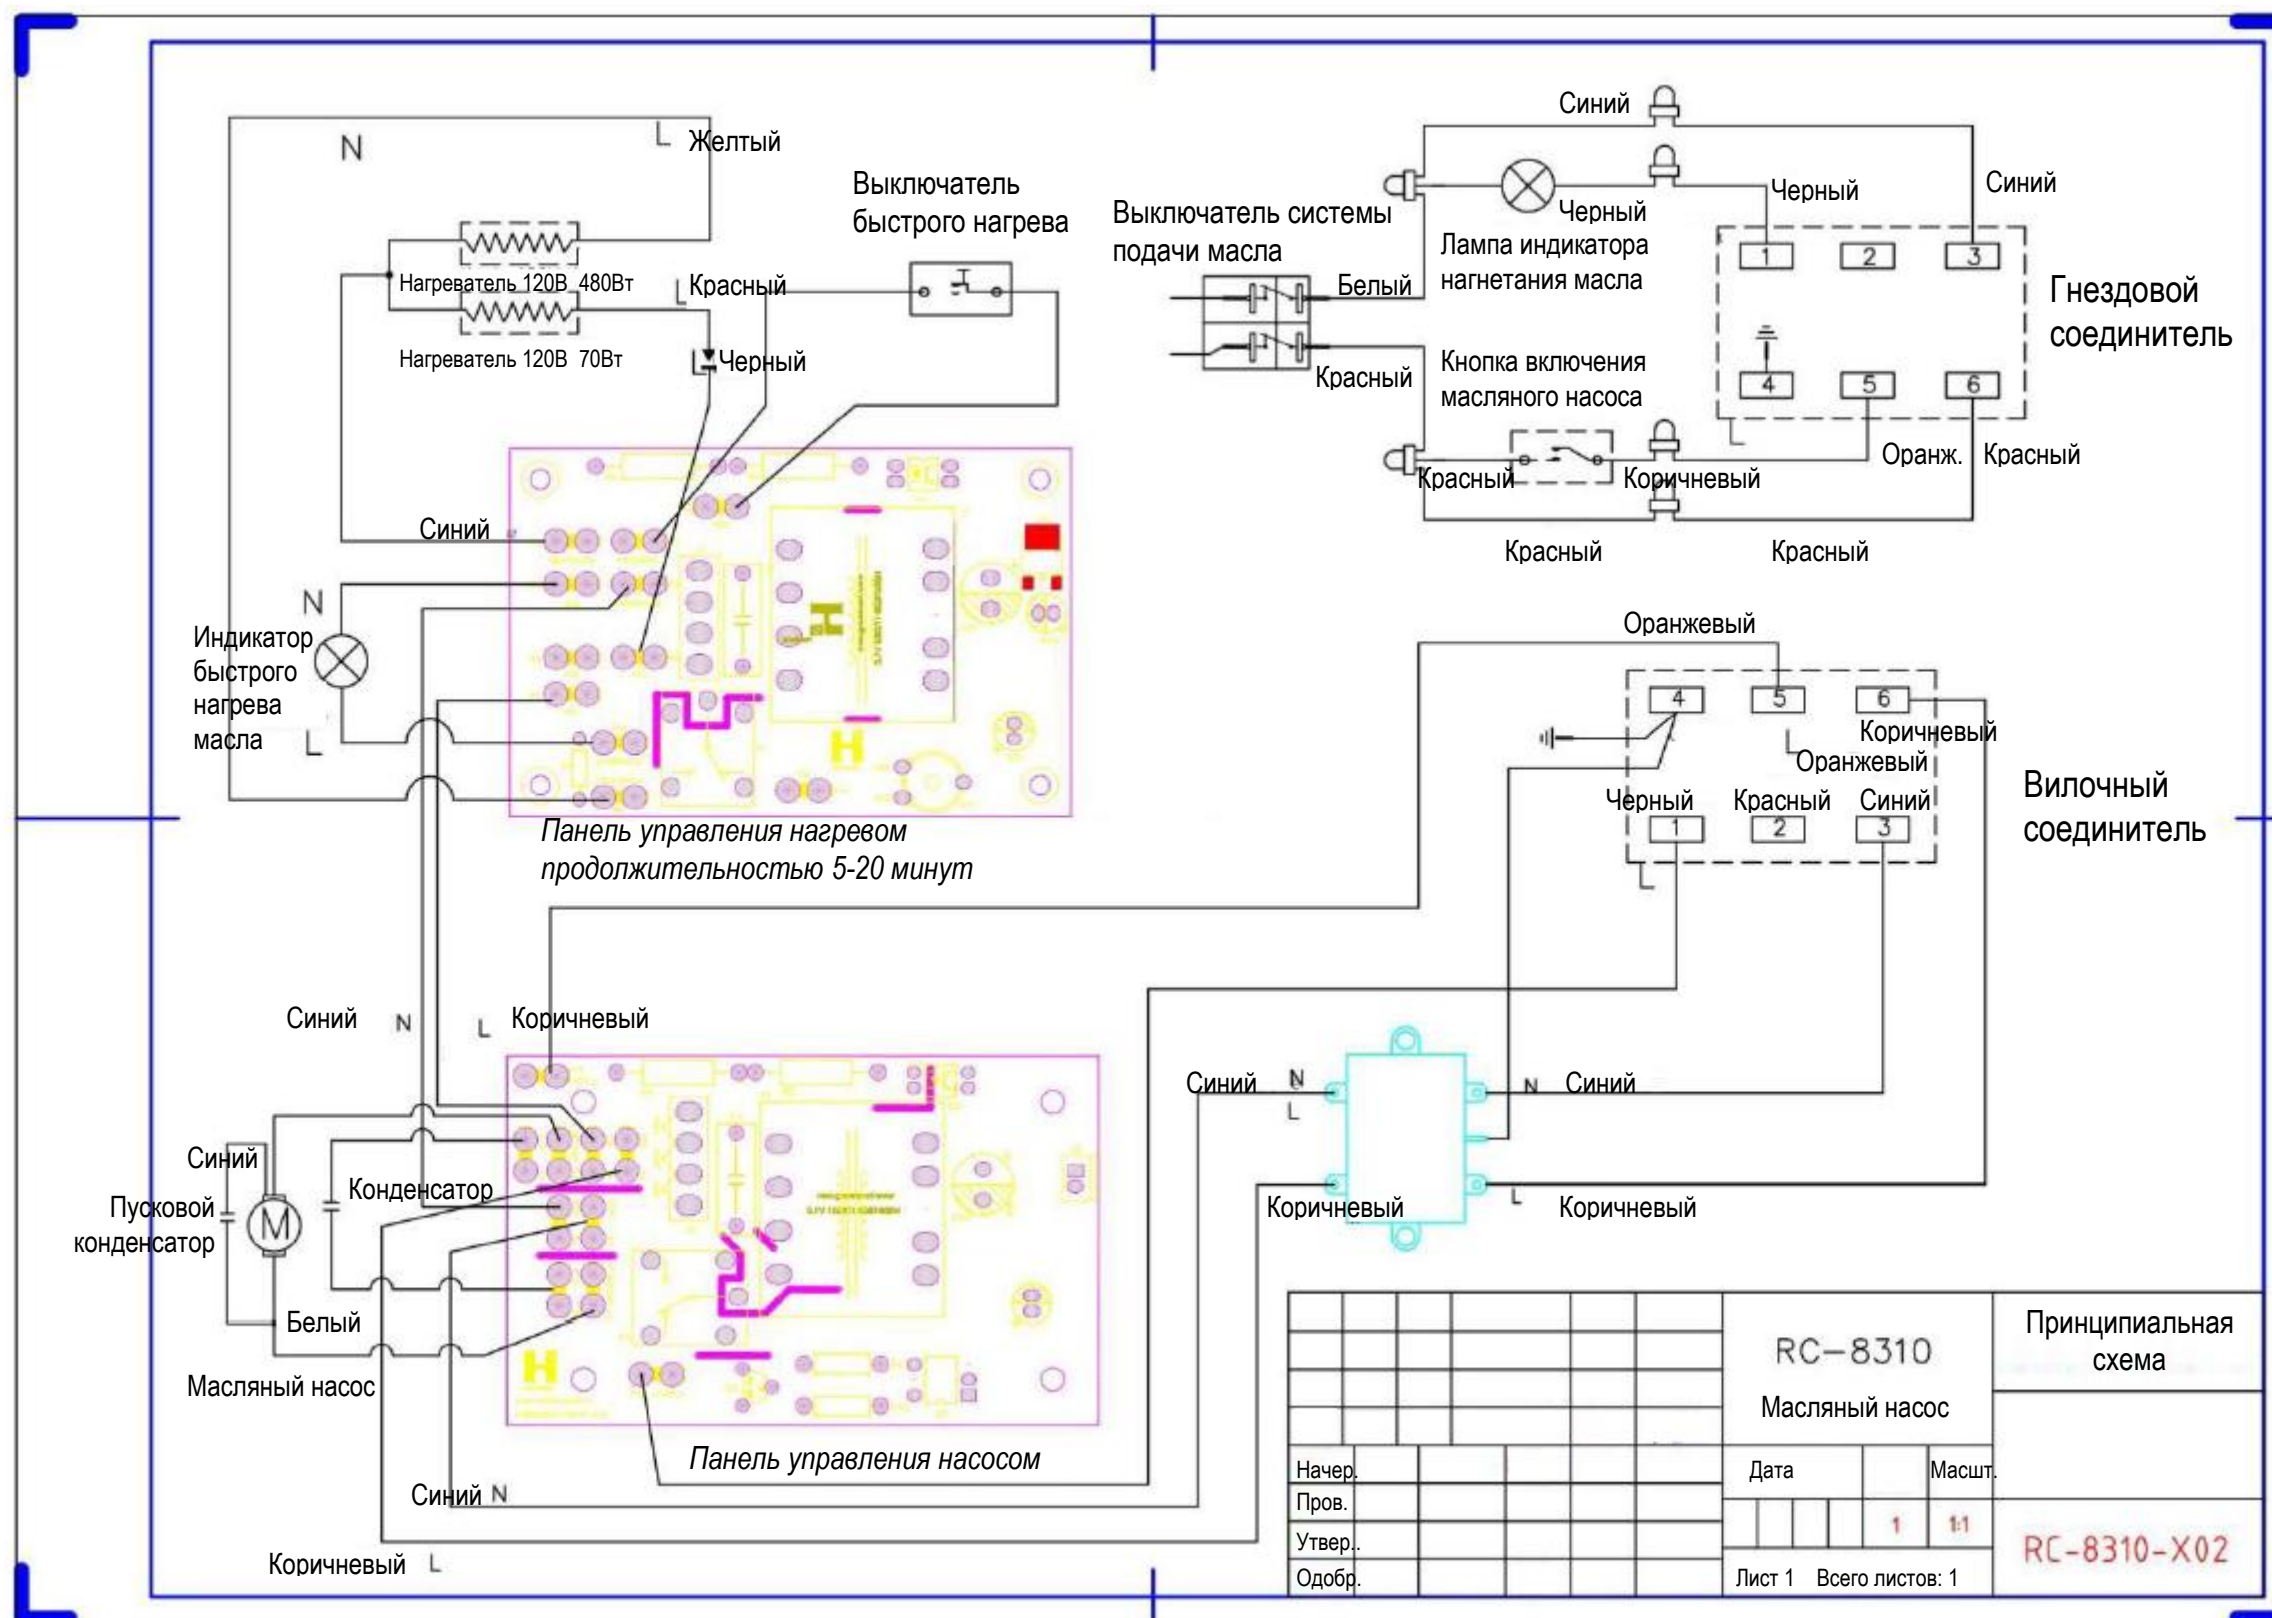 N
L Желтый
Выключатель
быстрого нагрева
Нагреватель 120В 480Вт
L Красный
Нагреватель 120В 70Вт
L Черный
Синий
N
Индикатор
быстрого
нагрева
масла
L
H
H
Панель управления нагревом
продолжительностью 5-20 минут
Выключатель системы
подачи масла
Синий
Черный
Черный
Синий
Лампа индикатора
нагнетания масла
Белый
Красный
Кнопка включения
масляного насоса
Красный
Коричневый
Оранж.
Красный
Красный
Красный
1
2
3
4
5
6
L
Гнездовой
соединитель
Оранжевый
4
5
6
Коричневый
L
Оранжевый
Черный
Красный
Синий
1
2
3
L
Вилочный
соединитель
Синий N
L Коричневый
Синий
Пусковой
конденсатор
M
Конденсатор
Белый
Масляный насос
H
Панель управления насосом
Синий N
Коричневый L
Синий N
L
N Синий
Коричневый
L Коричневый
RC-8310
Масляный насос
Принципиальная
схема
Начер.
Пров.
Утвер..
Одобр.
Дата
Масшт.
1
1:1
Лист 1 Всего листов: 1
RC-8310-X02